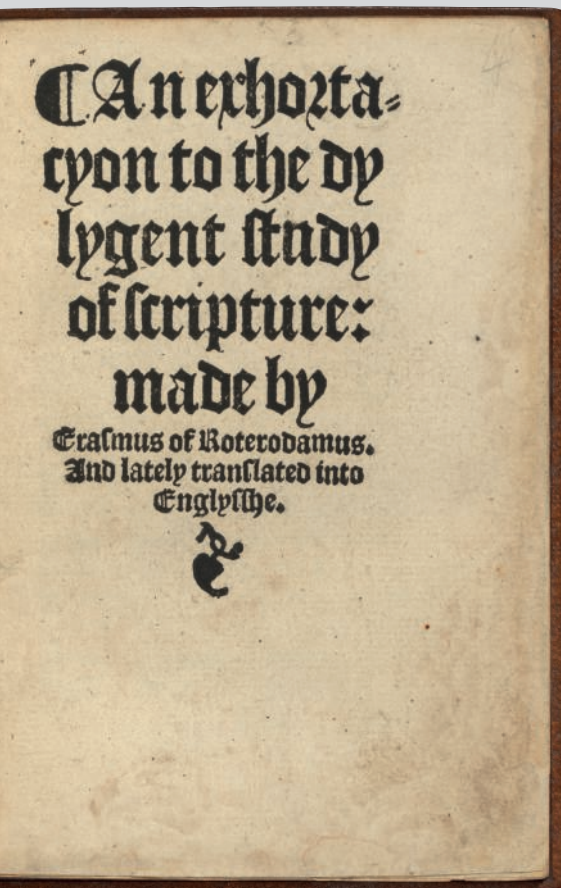 ¶An exhorta=
cyon to the dy
lygent ſtudy
of ſcripture:
made by
Eraſmus of Roterodamus.
And lately tranſlated into
Englyſſhe.